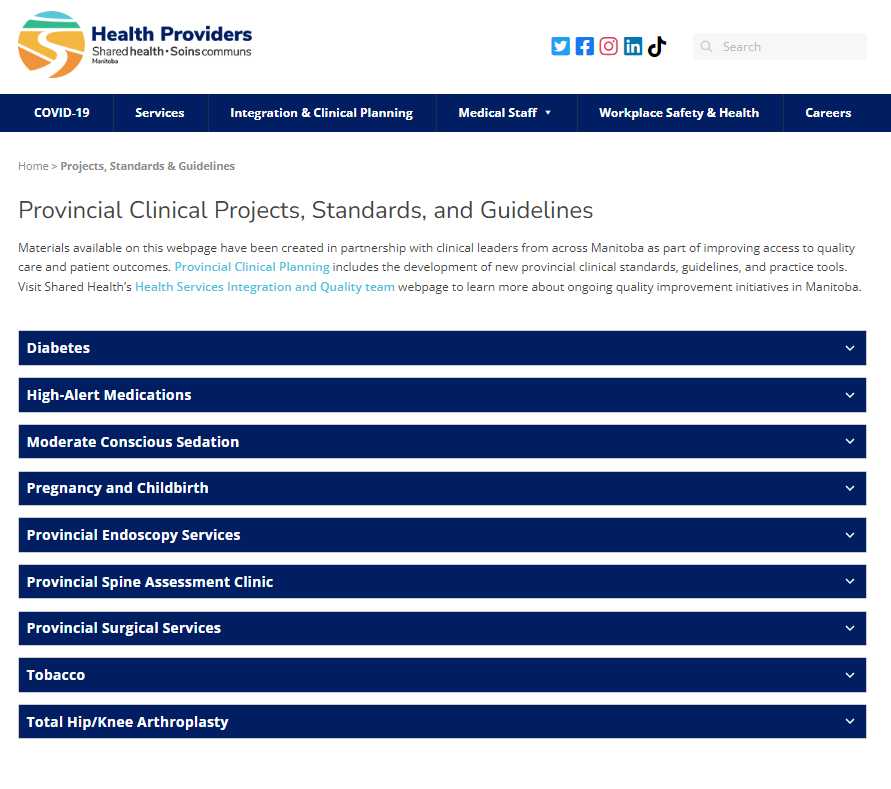 Health Providers
Shared health • Soins communs
Manitoba
Search
COVID-19 Services Integration & Clinical Planning Medical Staff Workplace Safety & Health Careers
Home > Projects, Standards & Guidelines
Provincial Clinical Projects, Standards, and Guidelines
Materials available on this webpage have been created in partnership with clinical leaders from across Manitoba as part of improving access to quality
care and patient outcomes. Provincial Clinical Planning includes the development of new provincial clinical standards, guidelines, and practice tools.
Visit Shared Health's Health Services Integration and Quality team webpage to learn more about ongoing quality improvement initiatives in Manitoba.
Diabetes
High-Alert Medications
Moderate Conscious Sedation
Pregnancy and Childbirth
Provincial Endoscopy Services
Provincial Spine Assessment Clinic
Provincial Surgical Services
Tobacco
Total Hip/Knee Arthroplasty